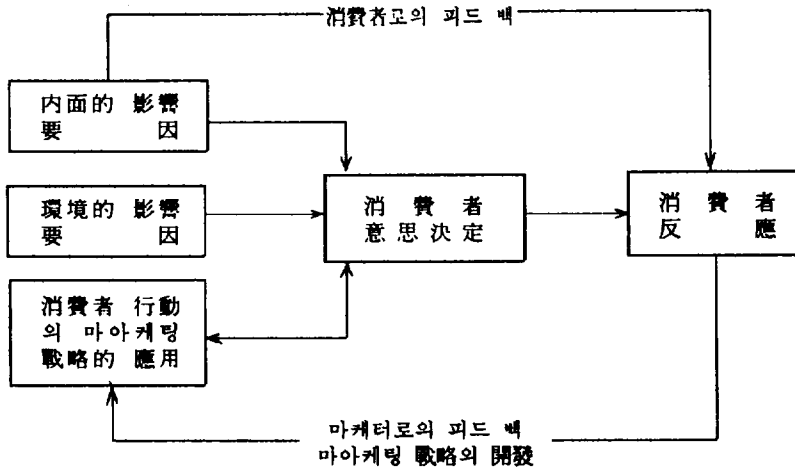 消費者로의 피드 백
内面的 影響
要 因
環境的 影響
要 因
消費者 行動
의 마아케팅
戰略的 應用
消 費 者
意思決定
消 費 者
反 應
마케터로의 피드 백
마아케팅 戰略의 開發